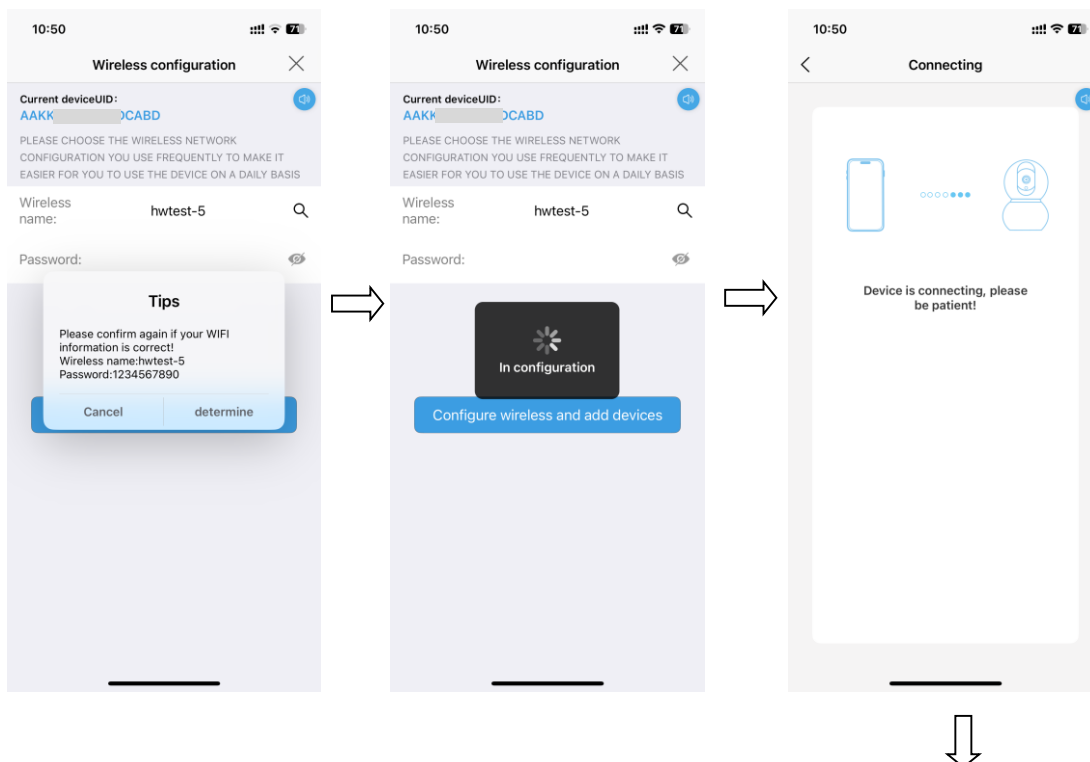 10:50
71
Wireless configuration
Current deviceUID:
AAKK DCABD
PLEASE CHOOSE THE WIRELESS NETWORK
CONFIGURATION YOU USE FREQUENTLY TO MAKE IT
EASIER FOR YOU TO USE THE DEVICE ON A DAILY BASIS
Wireless
name:
hwtest-5
Password:
Tips
Please confirm again if your WIFI
information is correct!
Wireless name:hwtest-5
Password:1234567890
Cancel
determine
10:50
71
Wireless configuration
Current deviceUID:
AAKK DCABD
PLEASE CHOOSE THE WIRELESS NETWORK
CONFIGURATION YOU USE FREQUENTLY TO MAKE IT
EASIER FOR YOU TO USE THE DEVICE ON A DAILY BASIS
Wireless
name:
hwtest-5
Password:
In configuration
Configure wireless and add devices
10:50
71
Connecting
Device is connecting, please
be patient!